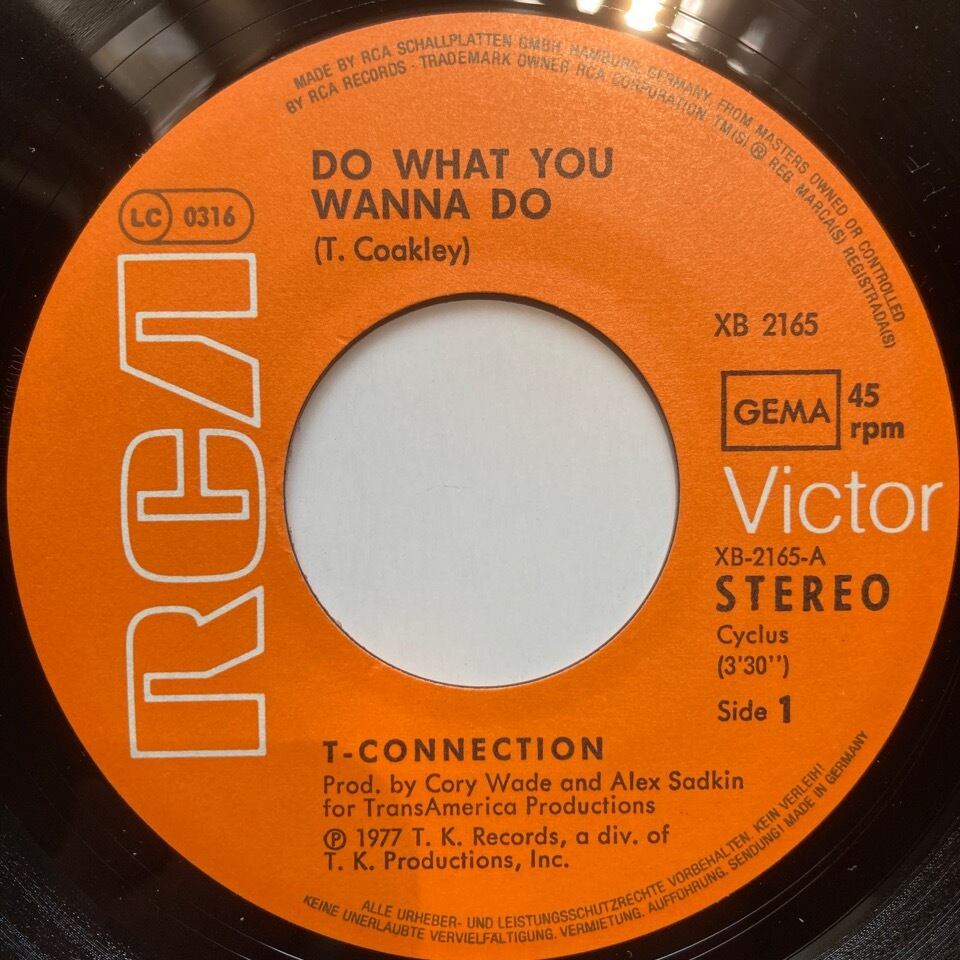 MADE BY RCA SCHALLPLATTEN GMBH, HAMBURG, GERMANY, FROM MASTERS OWNED OR CONTROLLED
BY RCA RECORDS · TRADEMARK OWNER RCA CORPORATION. TM(S) ® REG. MARCA(S) REGISTRADA(S)
DO WHAT YOU
WANNA DO
(T. Coakley)
LC 0316
RCA
XB 2165
GEMA
45
rpm
Victor
XB-2165-A
STEREO
Cyclus
(3'30'')
Side 1
T-CONNECTION
Prod. by Cory Wade and Alex Sadkin
for TransAmerica Productions
℗ 1977 T. K. Records, a div. of
T. K. Productions, Inc.
ALLE URHEBER- UND LEISTUNGSSCHUTZRECHTE VORBEHALTEN. KEIN VERLEIH!
KEINE UNERLAUBTE VERVIELFÄLTIGUNG. VERMIETUNG. AUFFÜHRUNG. SENDUNG! MADE IN GERMANY